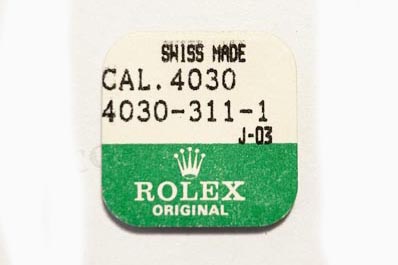 SWISS MADE
CAL. 4030
4030-311-1
J-03
ROLEX
ORIGINAL